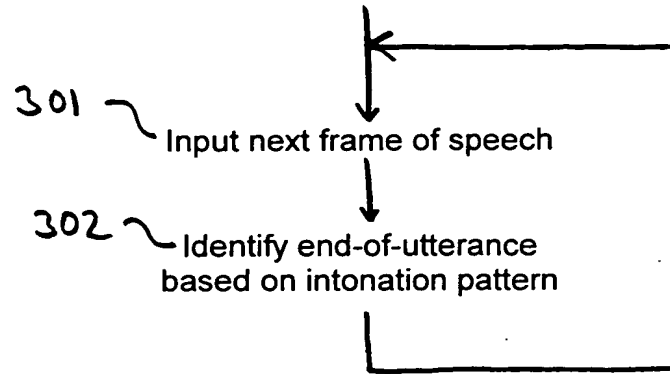 301
Input next frame of speech
302
Identify end-of-utterance
based on intonation pattern